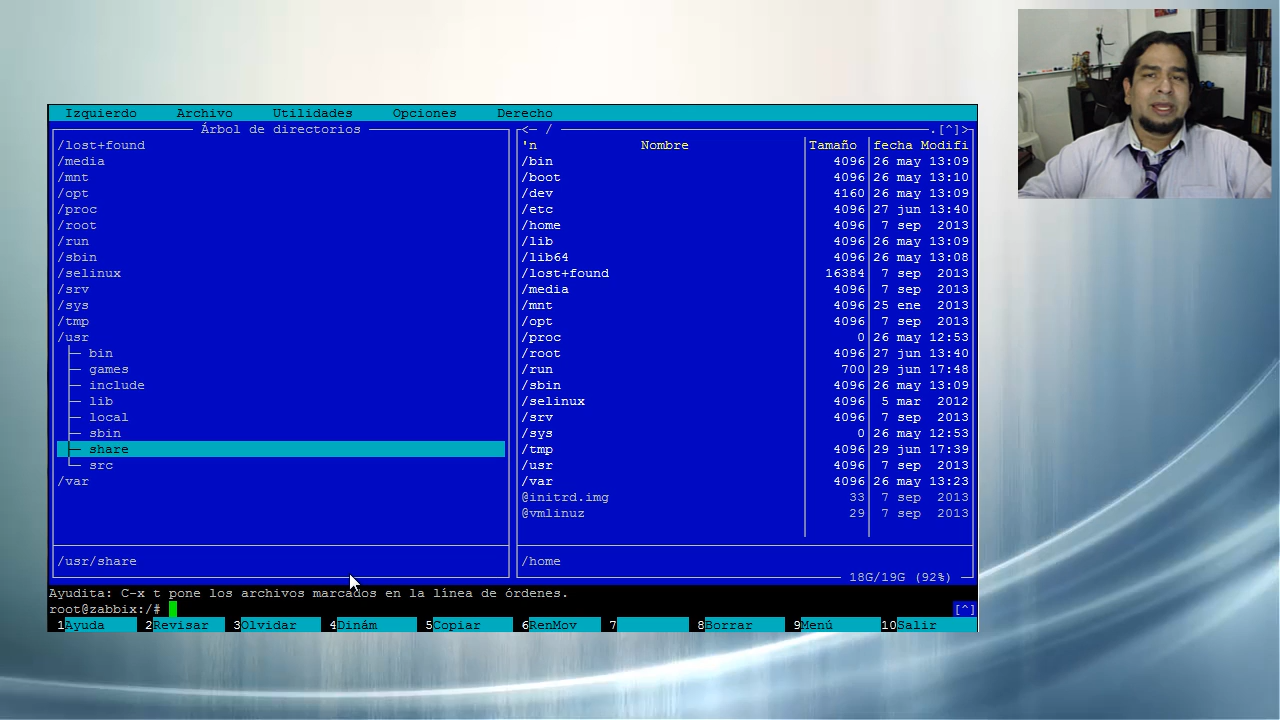 Izquierdo Archivo Utilidades Opciones Derecho
Árbol de directorios
/lost+found
/media
/mnt
/opt
/proc
/root
/run
/sbin
/selinux
/srv
/sys
/tmp
/usr
bin
games
include
lib
local
sbin
share
src
/var
/usr/share
<─ / .[^]>
'n Nombre Tamaño fecha Modifi
/bin 4096 26 may 13:09
/boot 4096 26 may 13:10
/dev 4160 26 may 13:09
/etc 4096 27 jun 13:40
/home 4096 7 sep 2013
/lib 4096 26 may 13:09
/lib64 4096 26 may 13:08
/lost+found 16384 7 sep 2013
/media 4096 7 sep 2013
/mnt 4096 25 ene 2013
/opt 4096 7 sep 2013
/proc 0 26 may 12:53
/root 4096 27 jun 13:40
/run 700 29 jun 17:48
/sbin 4096 26 may 13:09
/selinux 4096 5 mar 2012
/srv 4096 7 sep 2013
/sys 0 26 may 12:53
/tmp 4096 29 jun 17:39
/usr 4096 7 sep 2013
/var 4096 26 may 13:23
@initrd.img 33 7 sep 2013
@vmlinuz 29 7 sep 2013
/home
18G/19G (92%)
Ayudita: C-x t pone los archivos marcados en la línea de órdenes.
root@zabbix:/# [^]
1Ayuda 2Revisar 3Olvidar 4Dinám 5Copiar 6RenMov 7 8Borrar 9Menú 10Salir